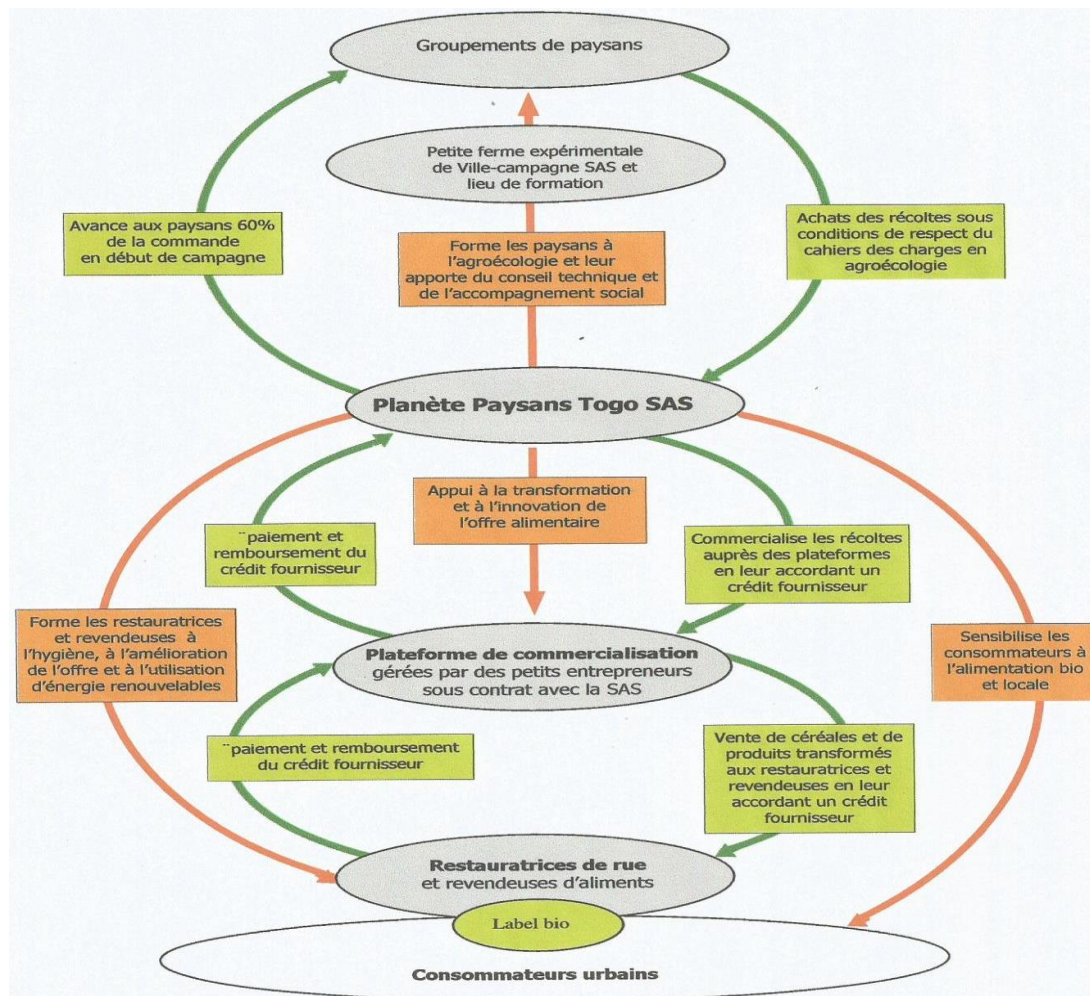 Groupements de paysans
Petite ferme expérimentale
de Ville-campagne SAS et
lieu de formation
Avance aux paysans 60%
de la commande
en début de campagne
Forme les paysans à
l'agroécologie et leur
apporte du conseil technique et
de l'accompagnement social
Achats des récoltes sous
conditions de respect du
cahiers des charges en
agroécologie
Planète Paysans Togo SAS
Appui à la transformation
et à l'innovation de
l'offre alimentaire
¨paiement et
remboursement du
crédit fournisseur
Commercialise les récoltes
auprès des plateformes
en leur accordant un
crédit fournisseur
Forme les restauratrices
et revendeuses à
l'hygiène, à l'amélioration
de l'offre et à l'utilisation
d'énergie renouvelables
Plateforme de commercialisation
gérées par des petits entrepreneurs
sous contrat avec la SAS
Sensibilise les
consommateurs à
l'alimentation bio
et locale
¨paiement et remboursement
du crédit fournisseur
Vente de céréales et de
produits transformés
aux restauratrices et
revendeuses en leur
accordant un crédit
fournisseur
Restauratrices de rue
et revendeuses d'aliments
Label bio
Consommateurs urbains